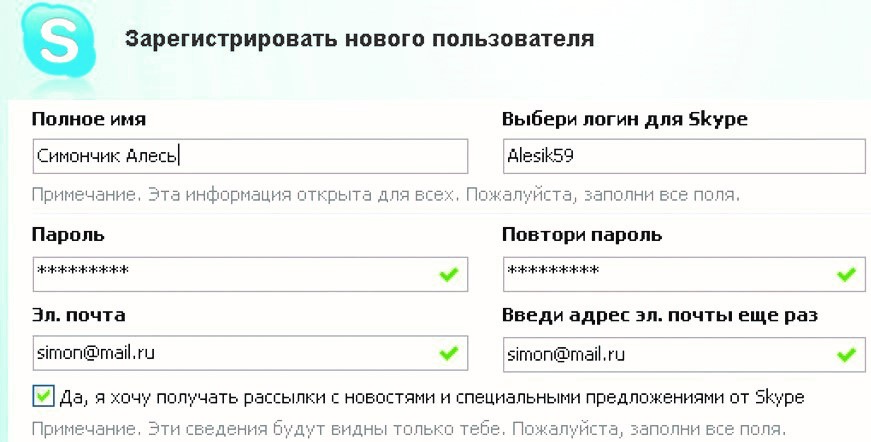 S
Зарегистрировать нового пользователя
Полное имя Выбери логин для Skype
Симончик Алесь Alesik59
Примечание. Эта информация открыта для всех. Пожалуйста, заполни все поля.
Пароль Повтори пароль
********* *********
Эл. почта Введи адрес эл. почты еще раз
simon@mail.ru simon@mail.ru
Да, я хочу получать рассылки с новостями и специальными предложениями от Skype
Примечание. Эти сведения будут видны только тебе. Пожалуйста, заполни все поля.